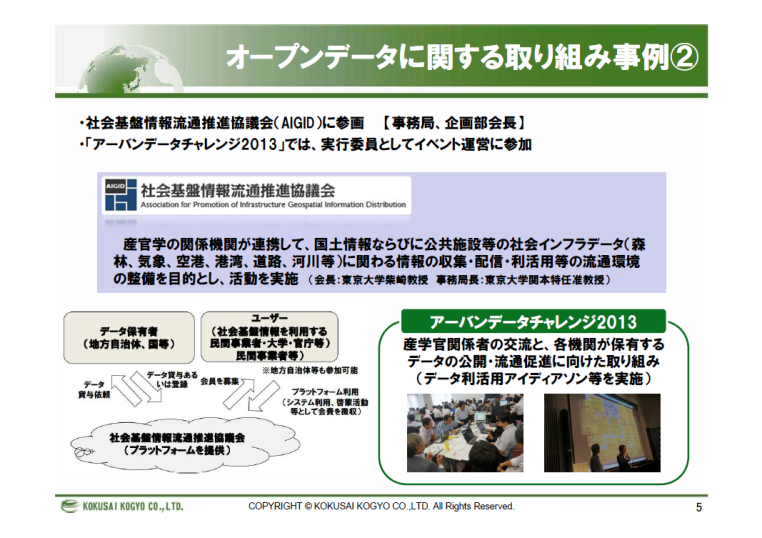 オープンデータに関する取り組み事例②
・社会基盤情報流通推進協議会(AIGID)に参画　【事務局、企画部会長】
・「アーバンデータチャレンジ2013」では、実行委員としてイベント運営に参加
AIGID
社会基盤情報流通推進協議会
Association for Promotion of Infrastructure Geospatial Information Distribution
産官学の関係機関が連携して、国土情報ならびに公共施設等の社会インフラデータ(森
林、気象、空港、港湾、道路、河川等)に関わる情報の収集・配信・利活用等の流通環境
の整備を目的とし、活動を実施　(会長:東京大学柴崎教授　事務局長:東京大学関本特任准教授)
データ保有者
(地方自治体、国等)
ユーザー
(社会基盤情報を利用する
民間事業者・大学・官庁等)
民間事業者等)
※地方自治体等も参加可能
データ
貸与依頼
データ貸与ある
いは登録
会員を募集
プラットフォーム利用
(システム利用、啓蒙活動
等として会費を徴収)
社会基盤情報流通推進協議会
(プラットフォームを提供)
アーバンデータチャレンジ2013
産学官関係者の交流と、各機関が保有する
データの公開・流通促進に向けた取り組み
(データ利活用アイディアソン等を実施)
KOKUSAI KOGYO CO., LTD.
COPYRIGHT © KOKUSAI KOGYO CO.,LTD. All Rights Reserved.
5